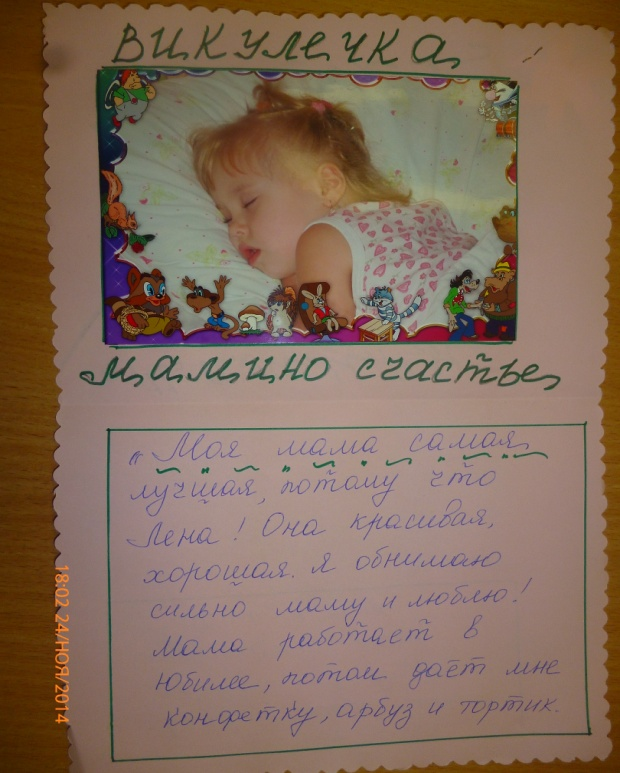 Викулечка
мамино счастье
„Моя мама самая
лучшая, потому что
Лена! Она красивая,
хорошая. Я обнимаю
сильно маму и люблю!
Мама работает в
юбилее, потом даёт мне
конфетку, арбуз и тортик.
18:02 24/НОЯ/2014